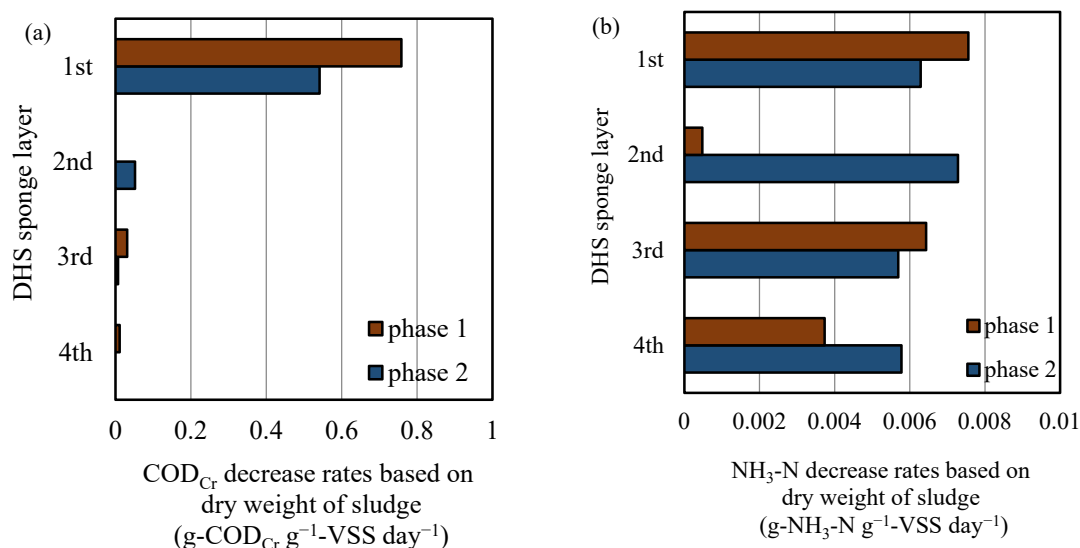 (a)
DHS sponge layer
1st
2nd
3rd
4th
phase 1
phase 2
0 0.2 0.4 0.6 0.8 1
COD_Cr decrease rates based on
dry weight of sludge
(g-COD_Cr g⁻¹-VSS day⁻¹)
(b)
DHS sponge layer
1st
2nd
3rd
4th
phase 1
phase 2
0 0.002 0.004 0.006 0.008 0.01
NH₃-N decrease rates based on
dry weight of sludge
(g-NH₃-N g⁻¹-VSS day⁻¹)